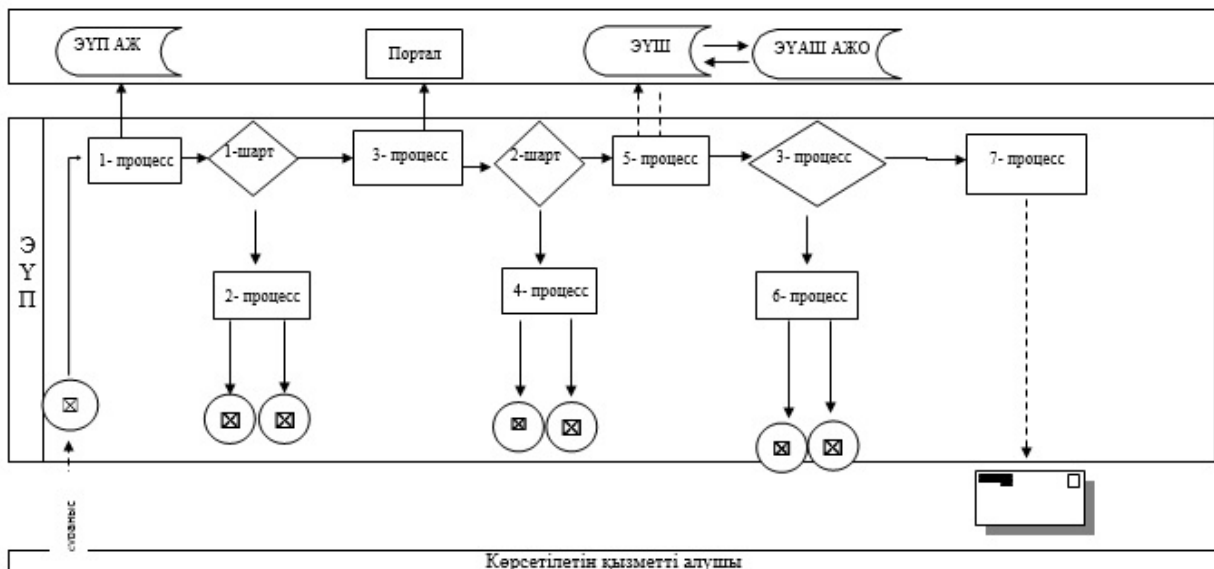 ЭҮП АЖ
Портал
ЭҮШ
ЭҮАШ АЖО
1- процесс
1-шарт
3- процесс
2-шарт
5- процесс
3- процесс
7- процесс
Э
Ү
П
2- процесс
4- процесс
6- процесс
сұраныс
Көрсетілетін қызметті алушы